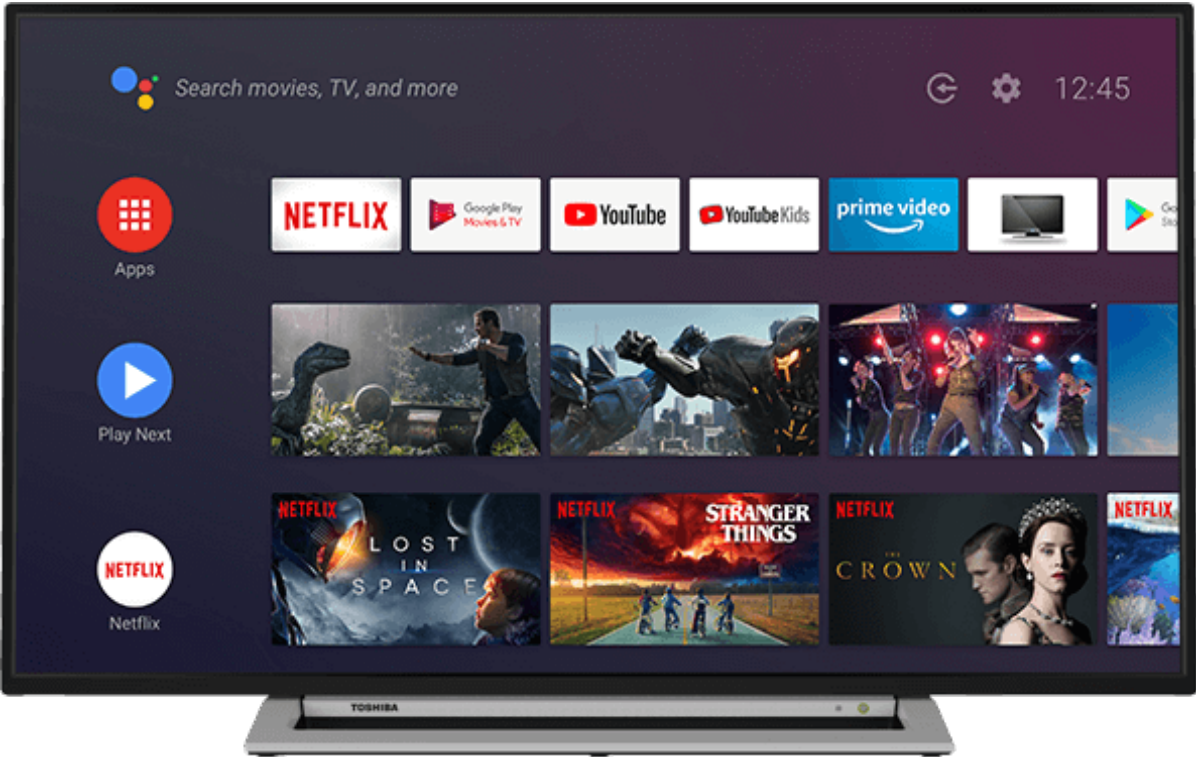 Search movies, TV, and more
12:45
NETFLIX
Google Play
Movies & TV
YouTube
YouTube Kids
prime video
Apps
Play Next
NETFLIX
LOST
IN
SPACE
NETFLIX
STRANGER
THINGS
NETFLIX
THE
CROWN
NETFLIX
NETFLIX
Netflix
TOSHIBA